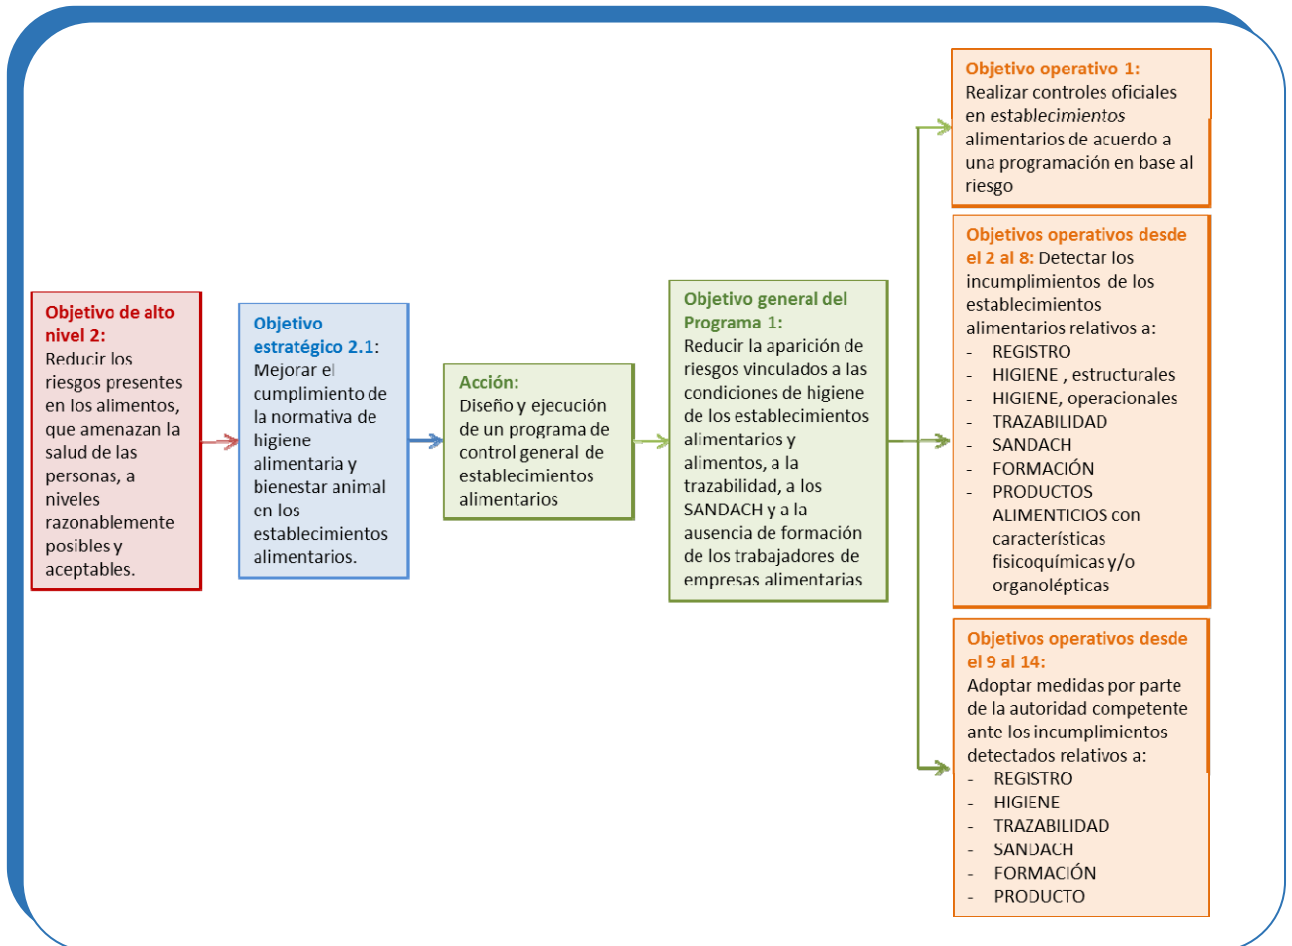 Objetivo de alto
nivel 2:
Reducir los
riesgos presentes
en los alimentos,
que amenazan la
salud de las
personas, a
niveles
razonablemente
posibles y
aceptables.
Objetivo
estratégico 2.1:
Mejorar el
cumplimiento de
la normativa de
higiene
alimentaria y
bienestar animal
en los
establecimientos
alimentarios.
Acción:
Diseño y ejecución
de un programa de
control general de
establecimientos
alimentarios
Objetivo general del
Programa 1:
Reducir la aparición de
riesgos vinculados a las
condiciones de higiene
de los establecimientos
alimentarios y
alimentos, a la
trazabilidad, a los
SANDACH y a la
ausencia de formación
de los trabajadores de
empresas alimentarias
Objetivo operativo 1:
Realizar controles oficiales
en establecimientos
alimentarios de acuerdo a
una programación en base al
riesgo
Objetivos operativos desde
el 2 al 8: Detectar los
incumplimientos de los
establecimientos
alimentarios relativos a:
- REGISTRO
- HIGIENE , estructurales
- HIGIENE, operacionales
- TRAZABILIDAD
- SANDACH
- FORMACIÓN
- PRODUCTOS
ALIMENTICIOS con
características
fisicoquímicas y/o
organolépticas
Objetivos operativos desde
el 9 al 14:
Adoptar medidas por parte
de la autoridad competente
ante los incumplimientos
detectados relativos a:
- REGISTRO
- HIGIENE
- TRAZABILIDAD
- SANDACH
- FORMACIÓN
- PRODUCTO